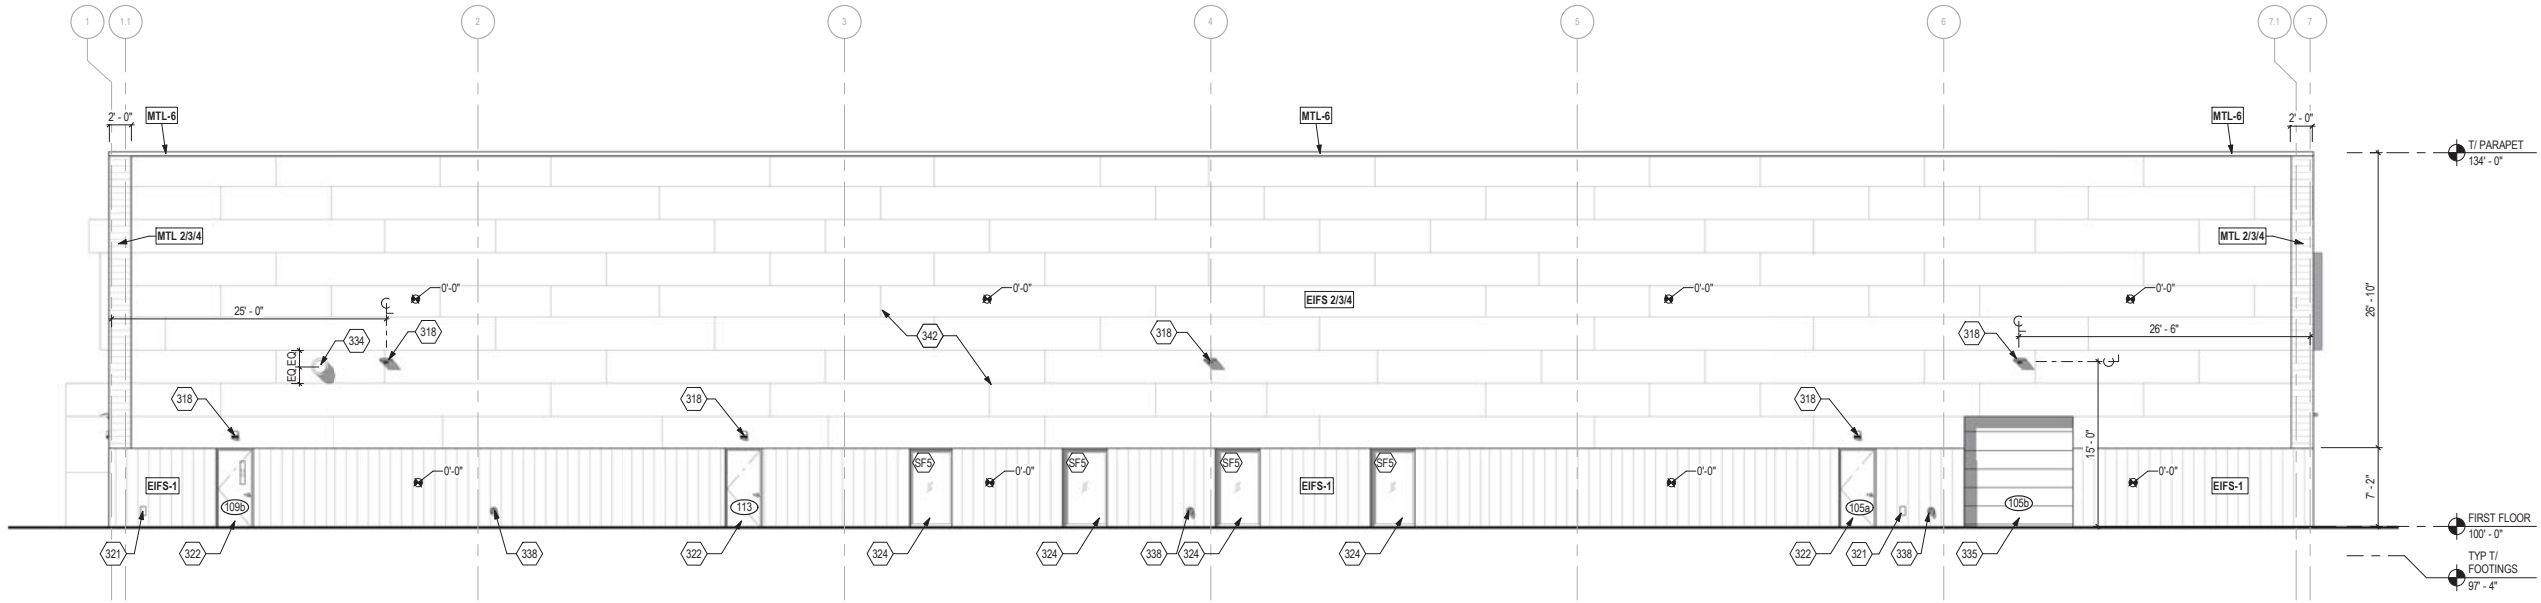 1
1.1
2
3
4
5
6
7.1
7
2' - 0"
MTL-6
MTL-6
MTL-6
2' - 0"
T/ PARAPET
134' - 0"
MTL 2/3/4
MTL 2/3/4
0'-0"
0'-0"
EIFS 2/3/4
0'-0"
0'-0"
26' - 10"
25' - 0"
CL
334
318
342
318
318
CL
26' - 6"
CL
EQ
EQ
318
318
318
15' - 0"
SF5
SF5
SF5
SF5
EIFS-1
0'-0"
0'-0"
EIFS-1
0'-0"
0'-0"
EIFS-1
7' - 2"
109b
113
105a
105b
FIRST FLOOR
100' - 0"
321
322
338
322
324
324
338
324
324
322
321
338
335
TYP T/
FOOTINGS
97' - 4"